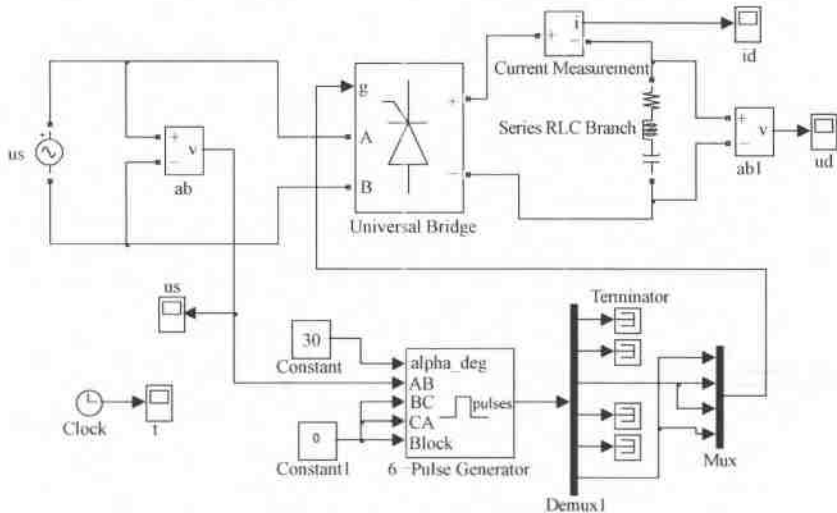 i
+
−
id
Current Measurement
g
A
B
+
−
Universal Bridge
us
+
+
−
v
ab
Series RLC Branch
+
−
v
ab1
ud
us
Terminator
30
Constant
alpha_deg
AB
BC
CA
Block
pulses
6 −Pulse Generator
Clock
t
0
Constant1
Demux1
Mux